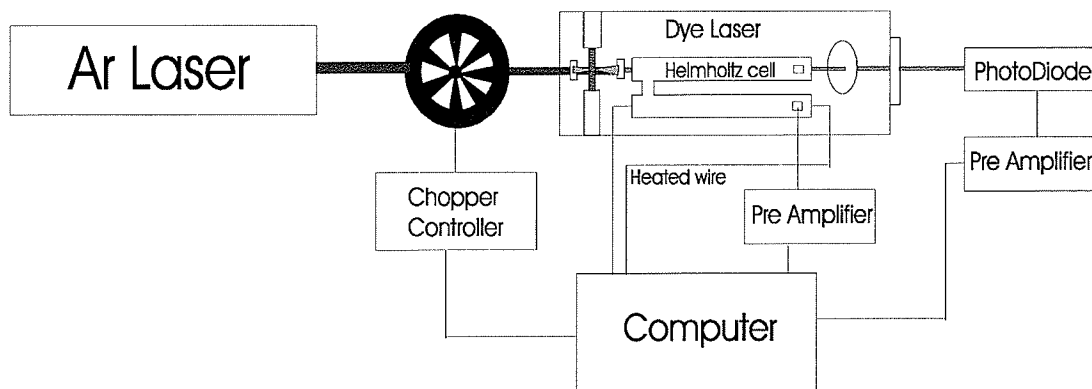 Dye Laser
Ar Laser
Helmholtz cell
PhotoDiode
Heated wire
Pre Amplifier
Chopper
Controller
Pre Amplifier
Computer